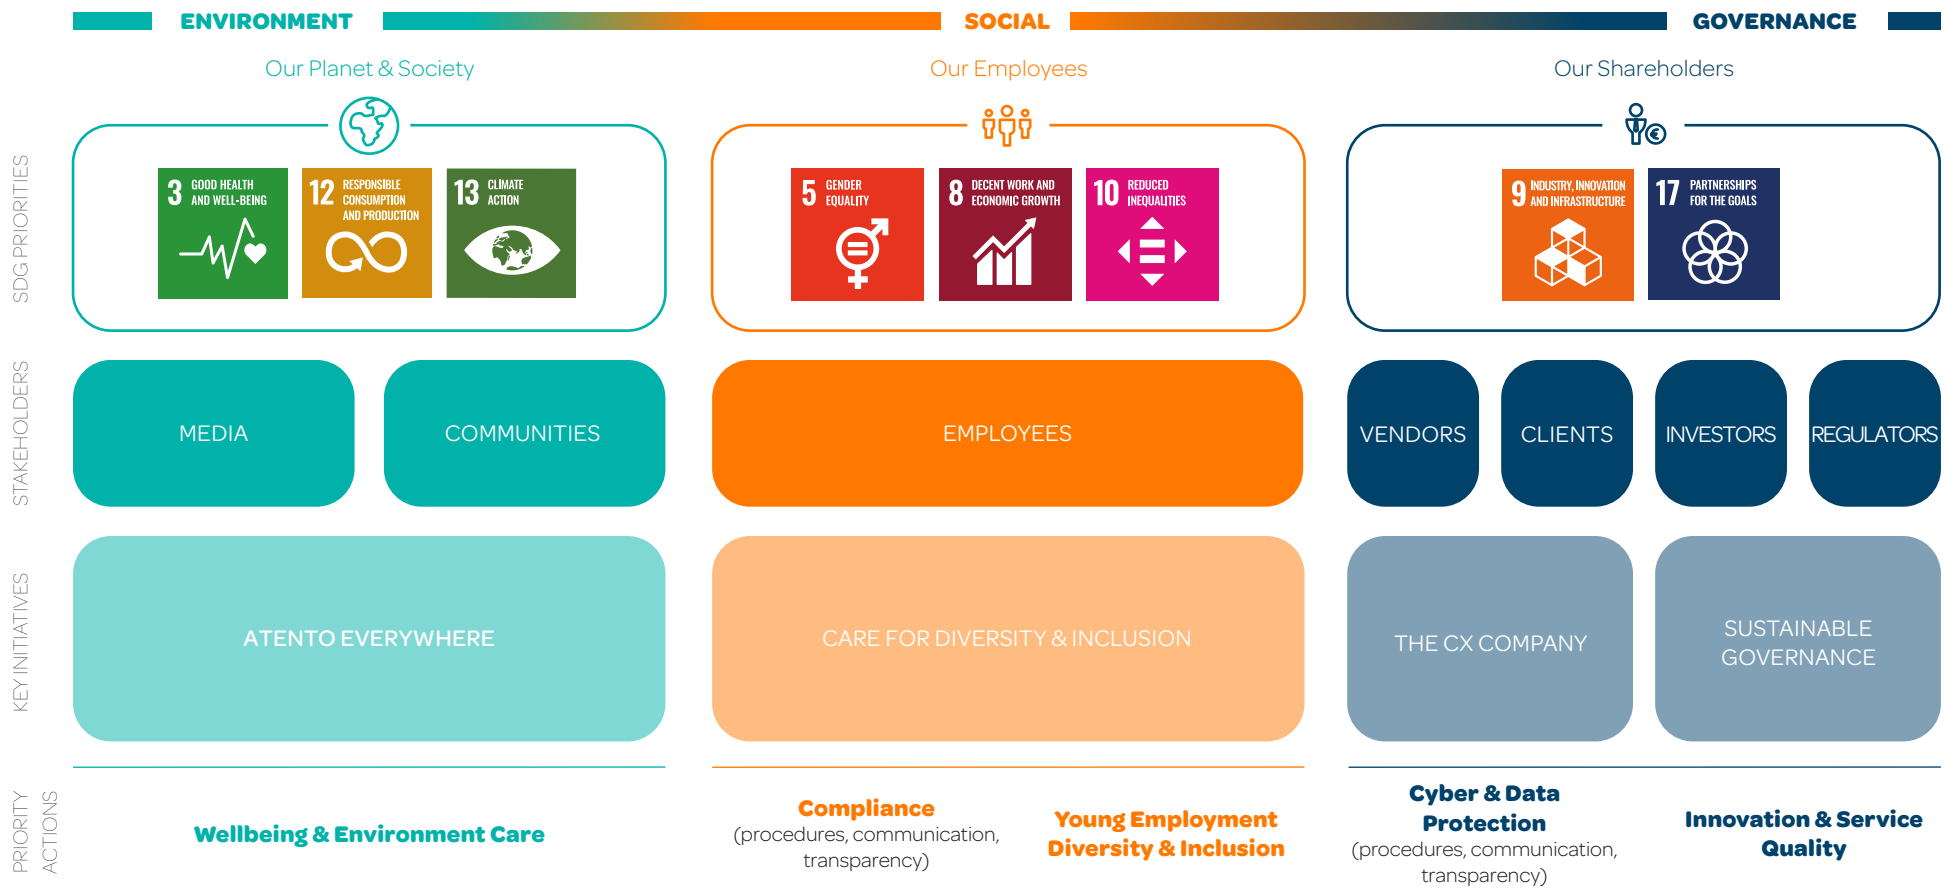 ENVIRONMENT
SOCIAL
GOVERNANCE
Our Planet & Society
Our Employees
Our Shareholders
SDG PRIORITIES
3 GOOD HEALTH
AND WELL-BEING
12 RESPONSIBLE
CONSUMPTION
AND PRODUCTION
13 CLIMATE
ACTION
5 GENDER
EQUALITY
8 DECENT WORK AND
ECONOMIC GROWTH
10 REDUCED
INEQUALITIES
9 INDUSTRY, INNOVATION
AND INFRASTRUCTURE
17 PARTNERSHIPS
FOR THE GOALS
STAKEHOLDERS
MEDIA
COMMUNITIES
EMPLOYEES
VENDORS
CLIENTS
INVESTORS
REGULATORS
KEY INITIATIVES
ATENTO EVERYWHERE
CARE FOR DIVERSITY & INCLUSION
THE CX COMPANY
SUSTAINABLE
GOVERNANCE
PRIORITY
ACTIONS
Wellbeing & Environment Care
Compliance
(procedures, communication,
transparency)
Young Employment
Diversity & Inclusion
Cyber & Data
Protection
(procedures, communication,
transparency)
Innovation & Service
Quality